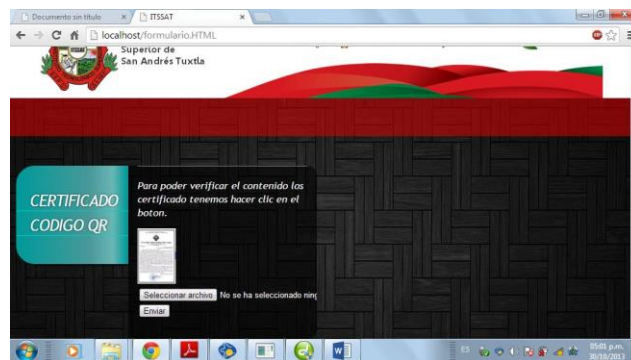 Documento sin título
ITSSAT
localhost/formulario.HTML
Superior de
San Andrés Tuxtla
CERTIFICADO
CODIGO QR
Para poder verificar el contenido los
certificado tenemos hacer clic en el
boton.
Seleccionar archivo No se ha seleccionado ning
Enviar
ES
05:01 p.m.
30/10/2013